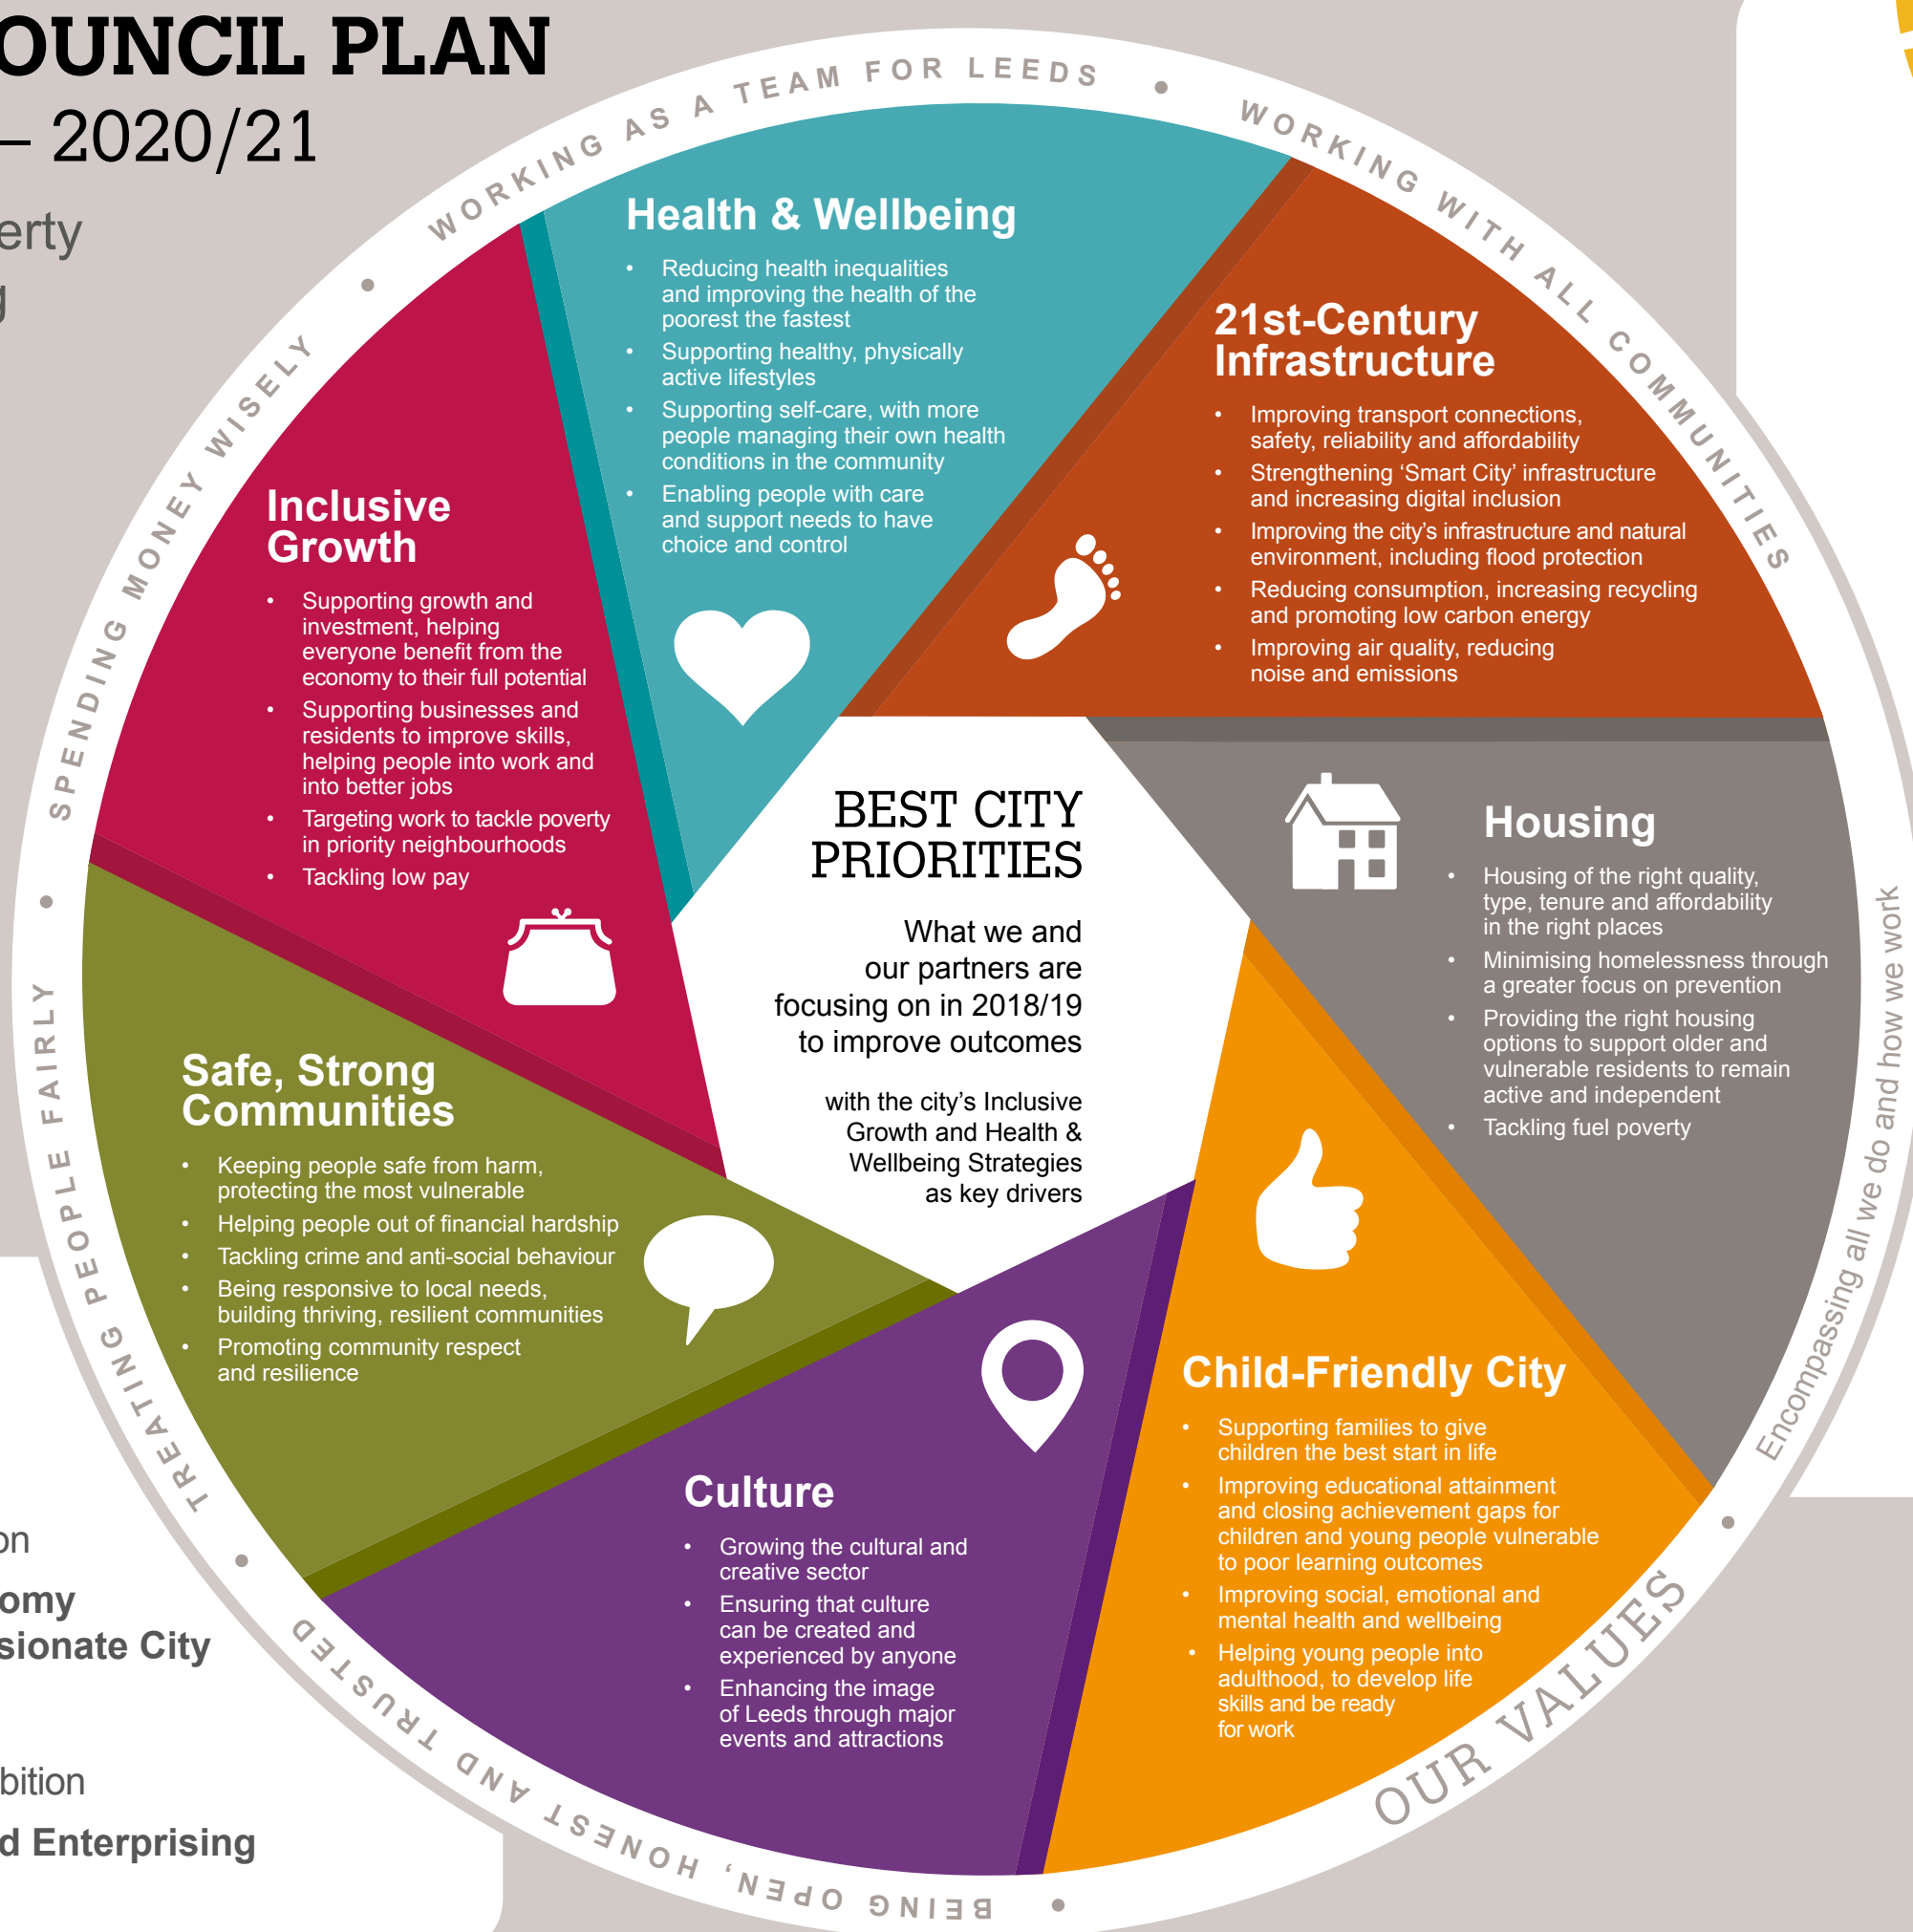 OUNCIL PLAN
– 2020/21
erty
g
WORKING AS A TEAM FOR LEEDS •
WORKING WITH ALL COMMUNITIES
Health & Wellbeing
• Reducing health inequalities
and improving the health of the
poorest the fastest
• Supporting healthy, physically
active lifestyles
• Supporting self-care, with more
people managing their own health
conditions in the community
• Enabling people with care
and support needs to have
choice and control
21st-Century
Infrastructure
• Improving transport connections,
safety, reliability and affordability
• Strengthening ‘Smart City’ infrastructure
and increasing digital inclusion
• Improving the city’s infrastructure and natural
environment, including flood protection
• Reducing consumption, increasing recycling
and promoting low carbon energy
• Improving air quality, reducing
noise and emissions
Housing
• Housing of the right quality,
type, tenure and affordability
in the right places
• Minimising homelessness through
a greater focus on prevention
• Providing the right housing
options to support older and
vulnerable residents to remain
active and independent
• Tackling fuel poverty
Child-Friendly City
• Supporting families to give
children the best start in life
• Improving educational attainment
and closing achievement gaps for
children and young people vulnerable
to poor learning outcomes
• Improving social, emotional and
mental health and wellbeing
• Helping young people into
adulthood, to develop life
skills and be ready
for work
Culture
• Growing the cultural and
creative sector
• Ensuring that culture
can be created and
experienced by anyone
• Enhancing the image
of Leeds through major
events and attractions
Safe, Strong
Communities
• Keeping people safe from harm,
protecting the most vulnerable
• Helping people out of financial hardship
• Tackling crime and anti-social behaviour
• Being responsive to local needs,
building thriving, resilient communities
• Promoting community respect
and resilience
Inclusive
Growth
• Supporting growth and
investment, helping
everyone benefit from the
economy to their full potential
• Supporting businesses and
residents to improve skills,
helping people into work and
into better jobs
• Targeting work to tackle poverty
in priority neighbourhoods
• Tackling low pay
BEST CITY
PRIORITIES
What we and
our partners are
focusing on in 2018/19
to improve outcomes
with the city’s Inclusive
Growth and Health &
Wellbeing Strategies
as key drivers
Encompassing all we do and how we work
OUR VALUES
• BEING OPEN, HONEST AND TRUSTED
• TREATING PEOPLE FAIRLY
• SPENDING MONEY WISELY •
on
omy
sionate City
bition
d Enterprising